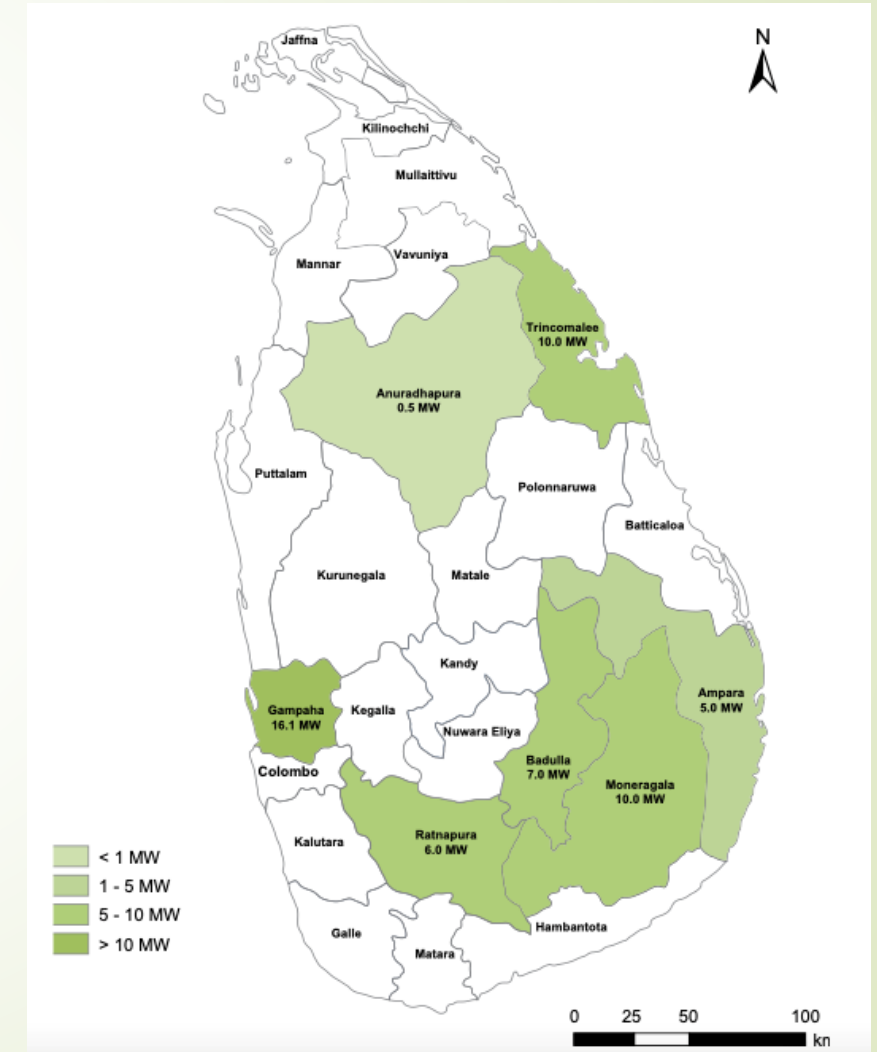 N
Jaffna
Kilinochchi
Mullaittivu
Vavuniya
Mannar
Trincomalee
10.0 MW
Anuradhapura
0.5 MW
Puttalam
Polonnaruwa
Batticaloa
Kurunegala
Matale
Kandy
Ampara
5.0 MW
Gampaha
16.1 MW
Kegalla
Nuwara Eliya
Badulla
7.0 MW
Colombo
Moneragala
10.0 MW
Ratnapura
6.0 MW
Kalutara
< 1 MW
1 - 5 MW
5 - 10 MW
> 10 MW
Galle
Hambantota
Matara
0 25 50 100
kn